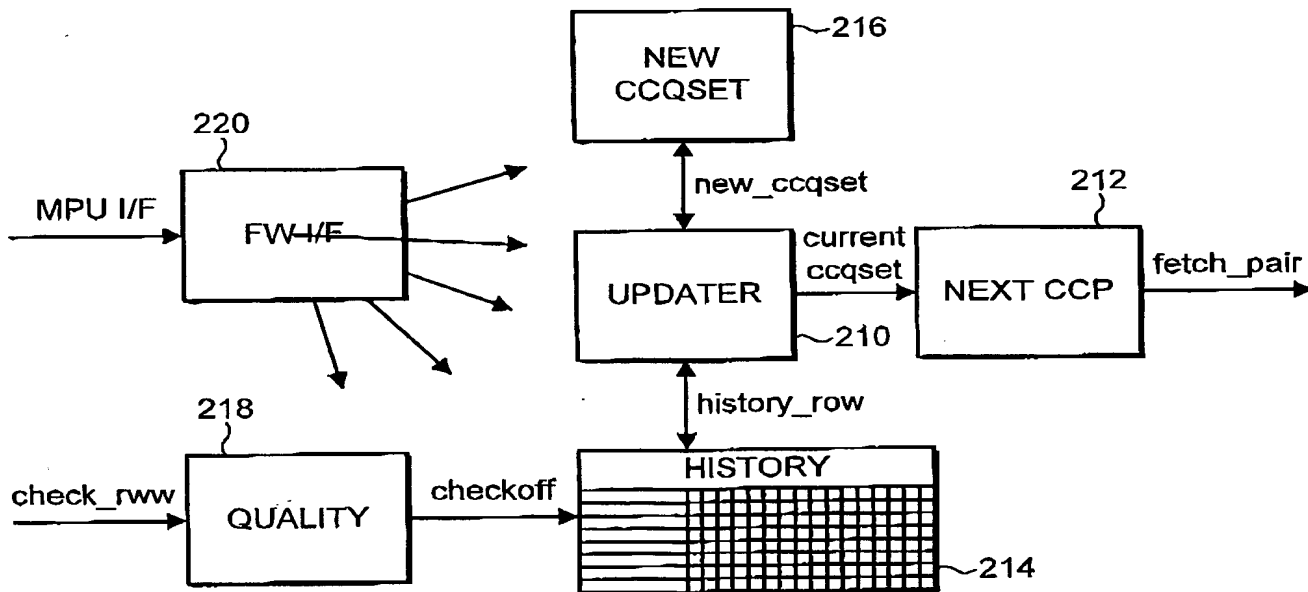 216
NEW
CCQSET
220
new_ccqset
212
MPU I/F
FW I/F
current
ccqset
fetch_pair
UPDATER
NEXT CCP
210
history_row
218
HISTORY
check_rww
QUALITY
checkoff
214